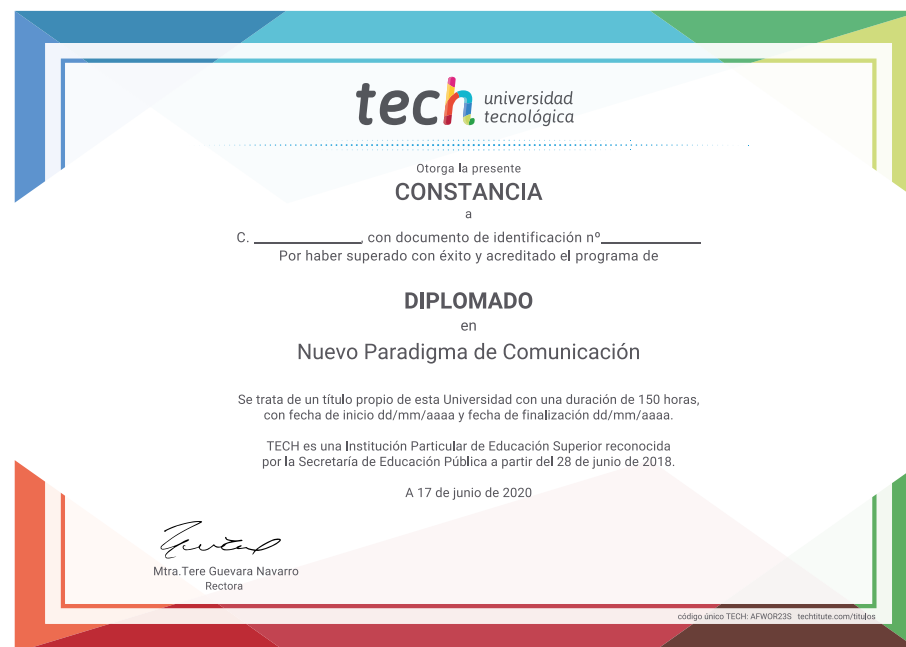 tech universidad
tecnológica
Otorga la presente
CONSTANCIA
a
C. ____________, con documento de identificación nº___________
Por haber superado con éxito y acreditado el programa de
DIPLOMADO
en
Nuevo Paradigma de Comunicación
Se trata de un título propio de esta Universidad con una duración de 150 horas,
con fecha de inicio dd/mm/aaaa y fecha de finalización dd/mm/aaaa.
TECH es una Institución Particular de Educación Superior reconocida
por la Secretaría de Educación Pública a partir del 28 de junio de 2018.
A 17 de junio de 2020
Mtra.Tere Guevara Navarro
Rectora
código único TECH: AFWOR23S techtitute.com/titulos